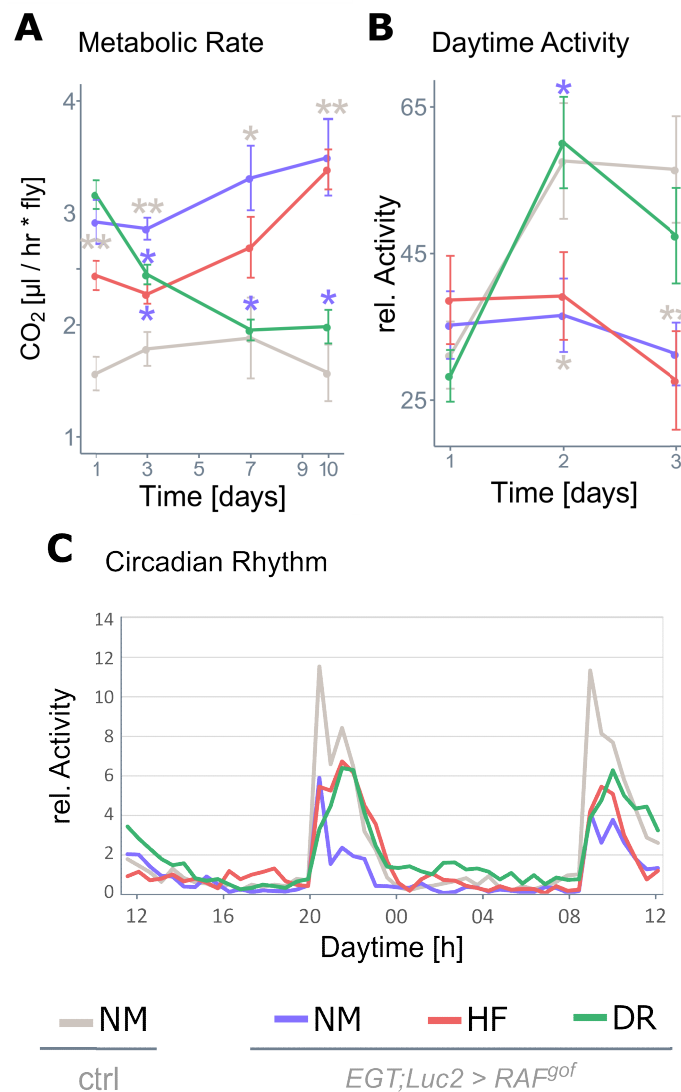 A Metabolic Rate
4
3
2
1
CO₂ [µl / hr * fly]
** ** * **
* * * *
1 3 5 7 9 10
Time [days]
B Daytime Activity
65
45
25
rel. Activity
*
*
**
1 2 3
Time [days]
C Circadian Rhythm
14
12
10
8
6
4
2
0
rel. Activity
12 16 20 00 04 08 12
Daytime [h]
NM NM HF DR
ctrl EGT;Luc2 > RAFᵍᵒᶠ